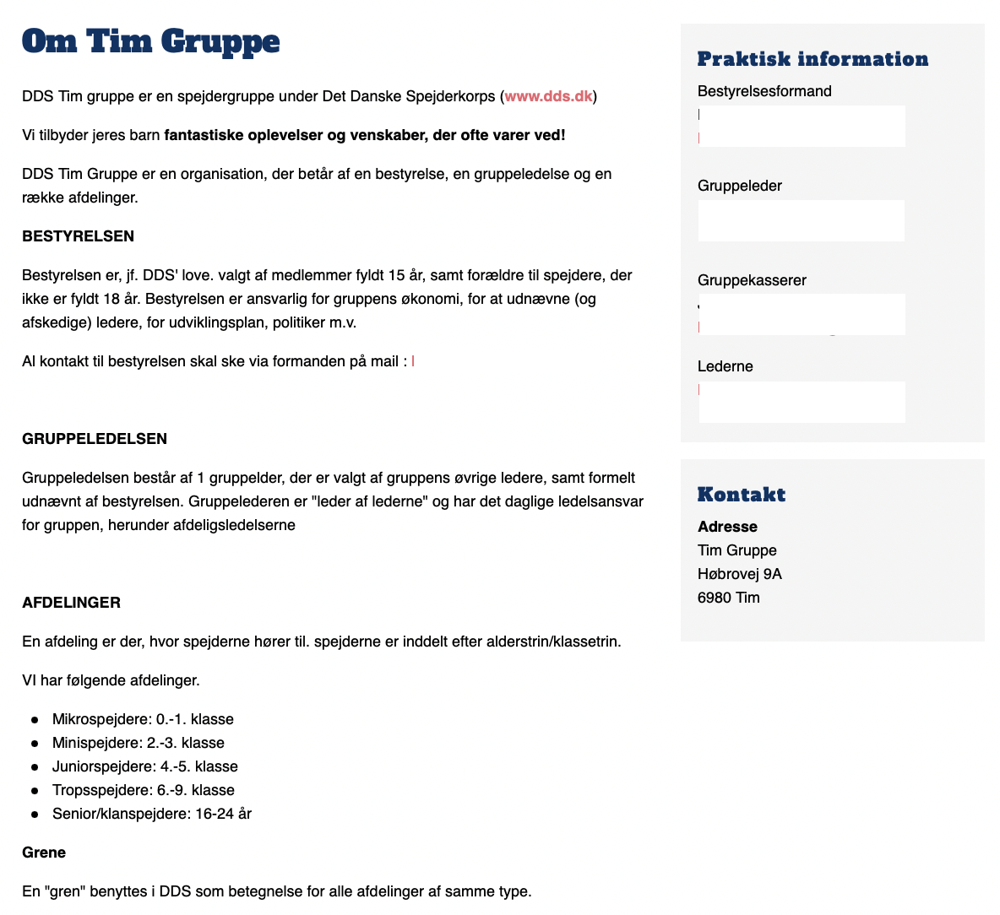 Om Tim Gruppe
DDS Tim gruppe er en spejdergruppe under Det Danske Spejderkorps (www.dds.dk)
Vi tilbyder jeres barn fantastiske oplevelser og venskaber, der ofte varer ved!
DDS Tim Gruppe er en organisation, der betår af en bestyrelse, en gruppeledelse og en
række afdelinger.
BESTYRELSEN
Bestyrelsen er, jf. DDS' love. valgt af medlemmer fyldt 15 år, samt forældre til spejdere, der
ikke er fyldt 18 år. Bestyrelsen er ansvarlig for gruppens økonomi, for at udnævne (og
afskedige) ledere, for udviklingsplan, politiker m.v.
Al kontakt til bestyrelsen skal ske via formanden på mail :
GRUPPELEDELSEN
Gruppeledelsen består af 1 gruppelder, der er valgt af gruppens øvrige ledere, samt formelt
udnævnt af bestyrelsen. Gruppelederen er "leder af lederne" og har det daglige ledelsansvar
for gruppen, herunder afdeligsledelserne
AFDELINGER
En afdeling er der, hvor spejderne hører til. spejderne er inddelt efter alderstrin/klassetrin.
VI har følgende afdelinger.
● Mikrospejdere: 0.-1. klasse
● Minispejdere: 2.-3. klasse
● Juniorspejdere: 4.-5. klasse
● Tropsspejdere: 6.-9. klasse
● Senior/klanspejdere: 16-24 år
Grene
En "gren" benyttes i DDS som betegnelse for alle afdelinger af samme type.
Praktisk information
Bestyrelsesformand
Gruppeleder
Gruppekasserer
Lederne
Kontakt
Adresse
Tim Gruppe
Høbrovej 9A
6980 Tim